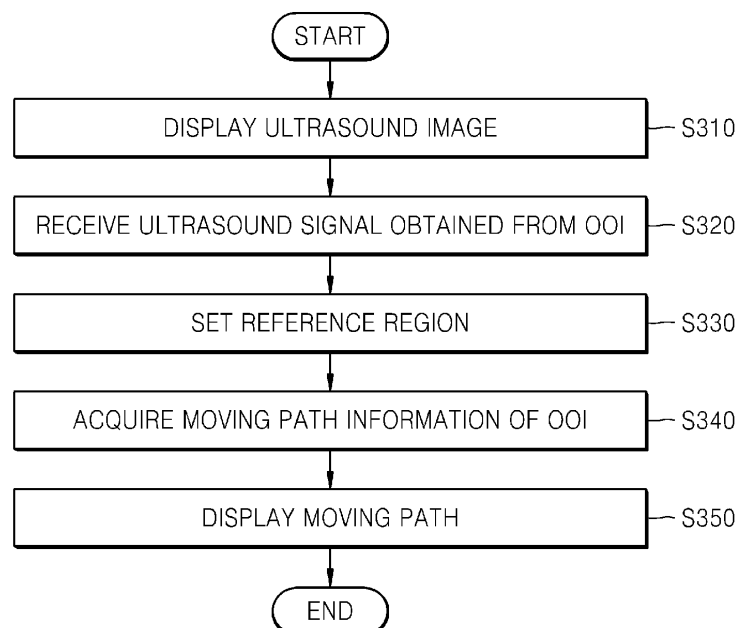 START
DISPLAY ULTRASOUND IMAGE S310
RECEIVE ULTRASOUND SIGNAL OBTAINED FROM OOI S320
SET REFERENCE REGION S330
ACQUIRE MOVING PATH INFORMATION OF OOI S340
DISPLAY MOVING PATH S350
END